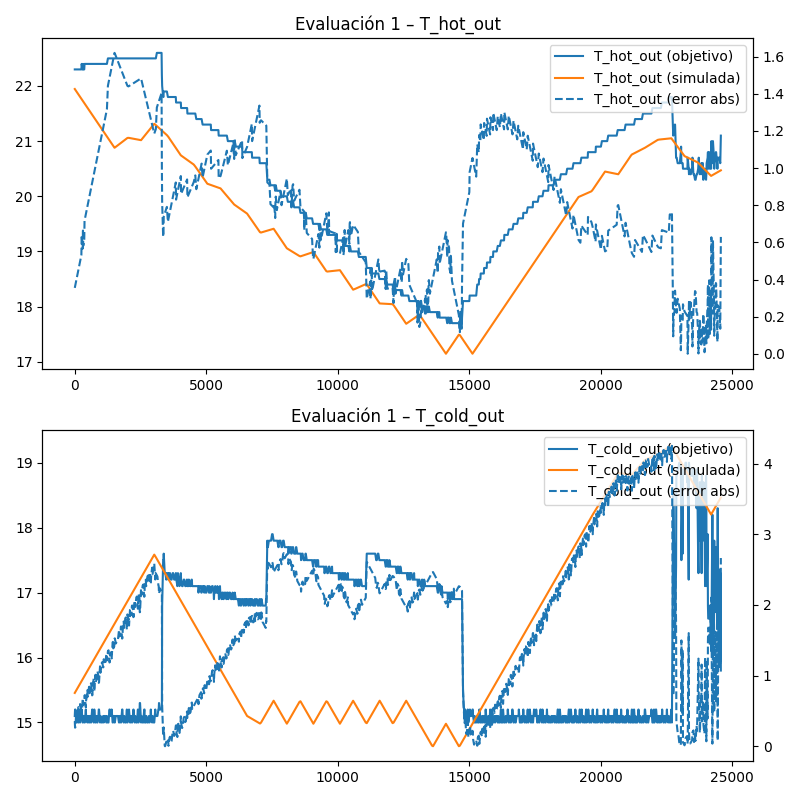 Evaluación 1 – T_hot_out
T_hot_out (objetivo)
T_hot_out (simulada)
T_hot_out (error abs)
22
21
20
19
18
17
1.6
1.4
1.2
1.0
0.8
0.6
0.4
0.2
0.0
0 5000 10000 15000 20000 25000
Evaluación 1 – T_cold_out
T_cold_out (objetivo)
T_cold_out (simulada)
T_cold_out (error abs)
19
18
17
16
15
4
3
2
1
0
0 5000 10000 15000 20000 25000